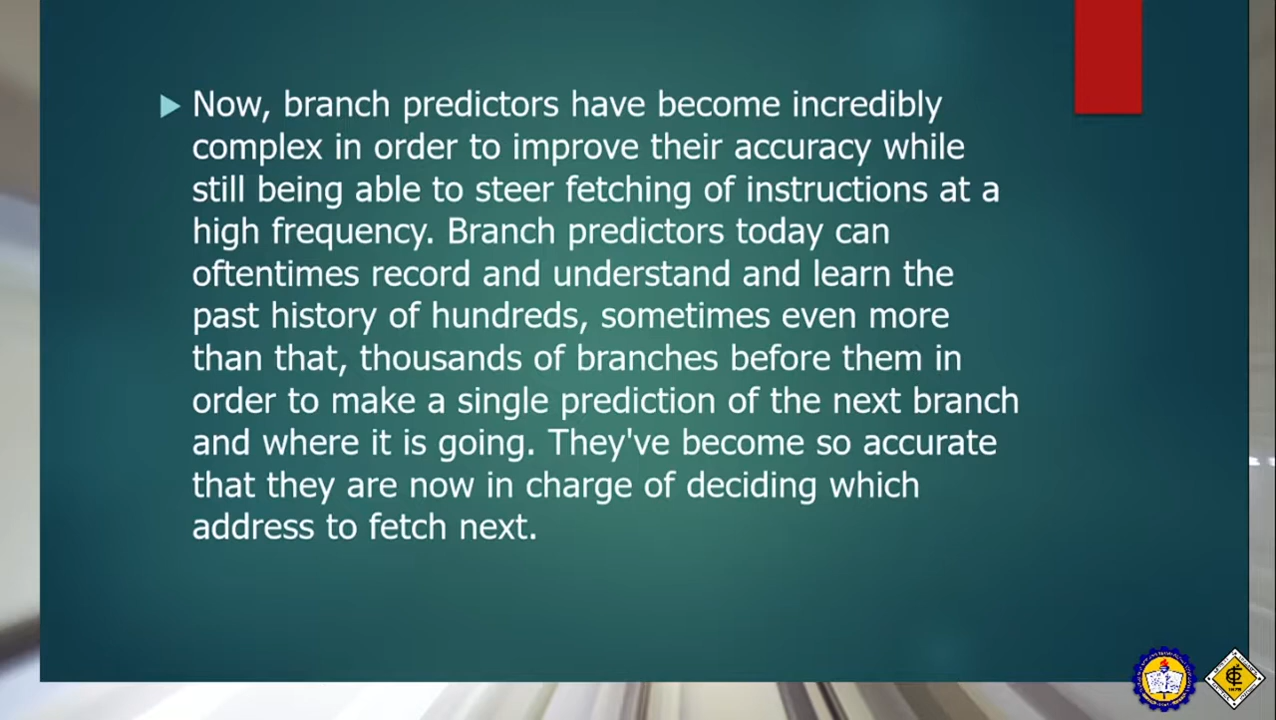 Now, branch predictors have become incredibly
complex in order to improve their accuracy while
still being able to steer fetching of instructions at a
high frequency. Branch predictors today can
oftentimes record and understand and learn the
past history of hundreds, sometimes even more
than that, thousands of branches before them in
order to make a single prediction of the next branch
and where it is going. They've become so accurate
that they are now in charge of deciding which
address to fetch next.